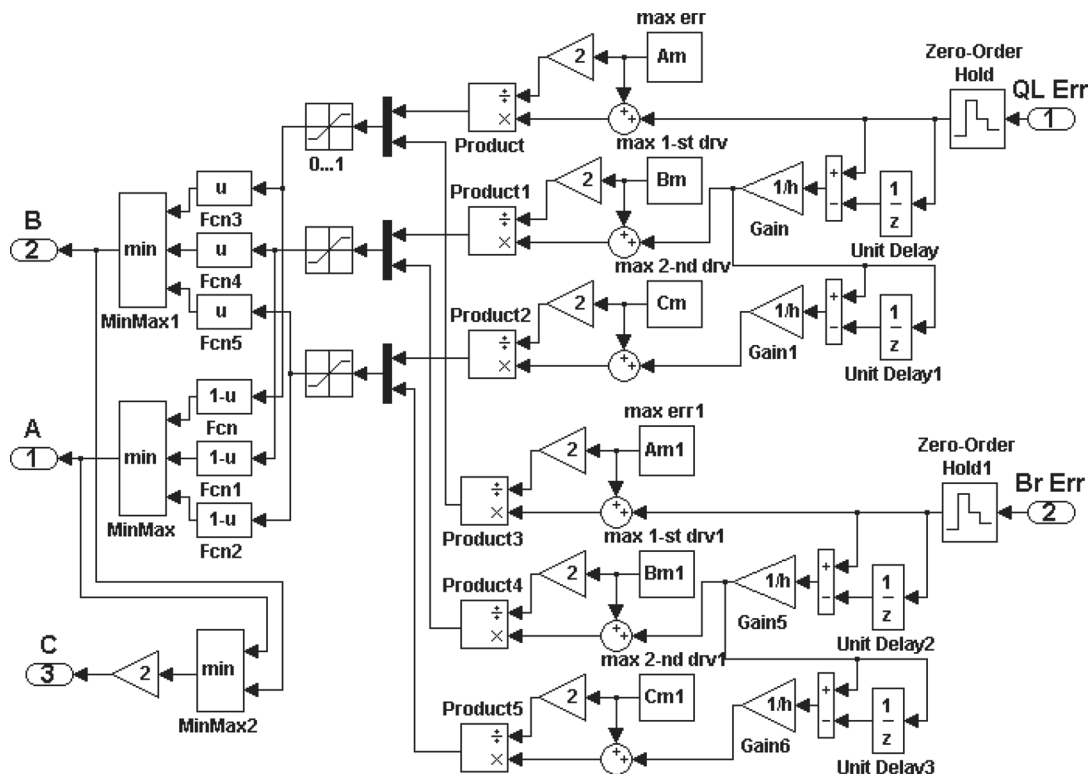 max err
Am
2
÷
×
Product
++
max 1-st drv
Zero-Order
Hold
QL Err
1
0...1
Product1
2
Bm
÷
×
++
max 2-nd drv
1/h
Gain
+
−
1
z
Unit Delay
B
2
min
MinMax1
u
Fcn3
u
Fcn4
u
Fcn5
Product2
2
Cm
÷
×
++
1/h
Gain1
+
−
1
z
Unit Delay1
A
1
min
MinMax
1-u
Fcn
1-u
Fcn1
1-u
Fcn2
max err1
Am1
2
÷
×
Product3
++
max 1-st drv1
Zero-Order
Hold1
Br Err
2
Product4
2
Bm1
÷
×
++
max 2-nd drv1
1/h
Gain5
+
−
1
z
Unit Delay2
C
3
2
min
MinMax2
Product5
2
Cm1
÷
×
++
1/h
Gain6
+
−
1
z
Unit Delay3